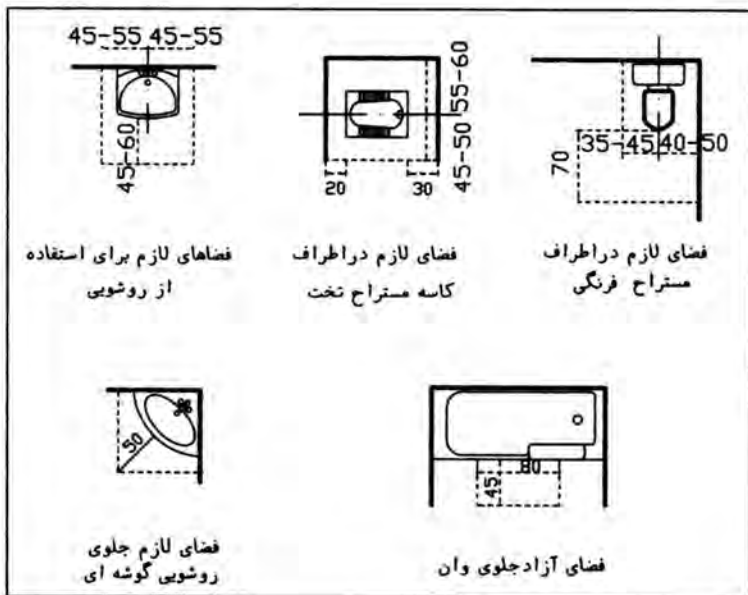 45-55 45-55
45-60
فضاهای لازم برای استفاده
از روشویی
55-60
45-50
20
30
فضای لازم دراطراف
کاسه مستراح تخت
35-45
40-50
70
فضای لازم دراطراف
مستراح فرنگی
50
فضای لازم جلوی
روشویی گوشه ای
80
45
فضای آزادجلوی وان